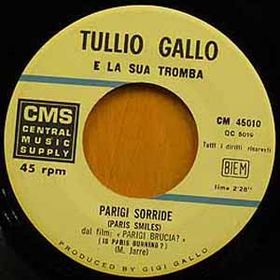 TULLIO GALLO
E LA SUA TROMBA
CMS
CENTRAL
MUSIC
SUPPLY
45 rpm
CM 45010
QC 5019
Tutti i diritti riservati
BIEM
time 2'28"
PARIGI SORRIDE
(PARIS SMILES)
dal film: « PARIGI BRUCIA? »
( IS PARIS BURNING? )
(M. Jarre)
PRODUCED BY GIGI GALLO